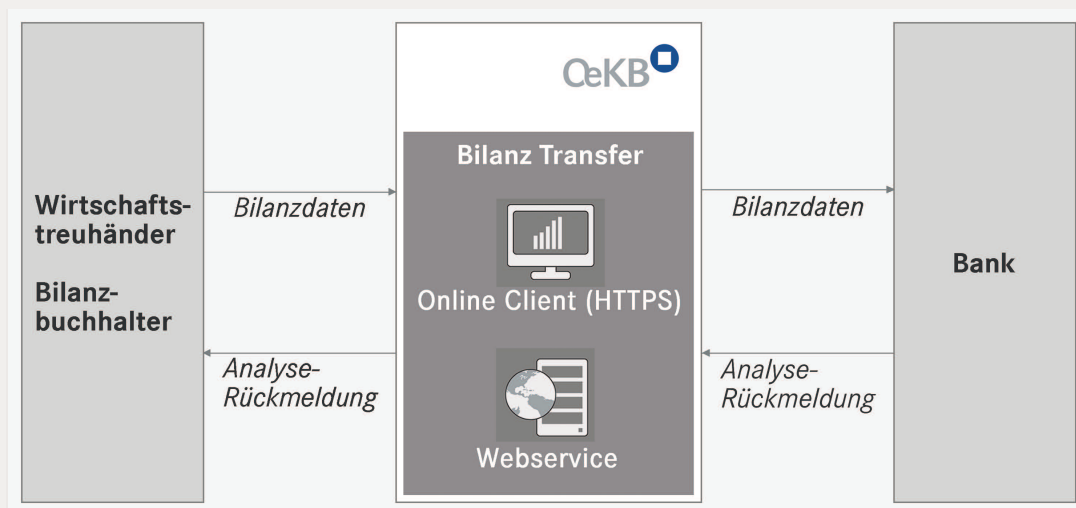 Wirtschafts-
treuhänder
Bilanz-
buchhalter
Bilanzdaten
Analyse-
Rückmeldung
OeKB
Bilanz Transfer
Online Client (HTTPS)
Webservice
Bilanzdaten
Analyse-
Rückmeldung
Bank